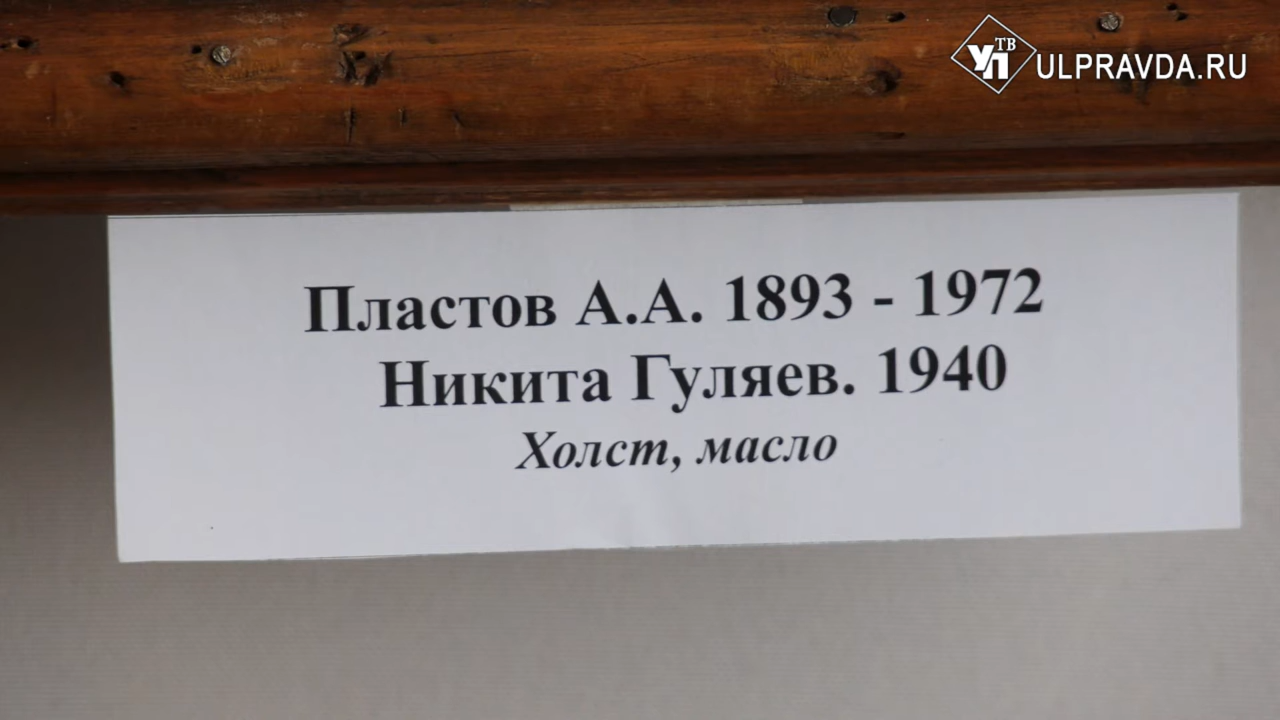 УП ТВ ULPRAVDA.RU
Пластов А.А. 1893 - 1972
Никита Гуляев. 1940
Холст, масло